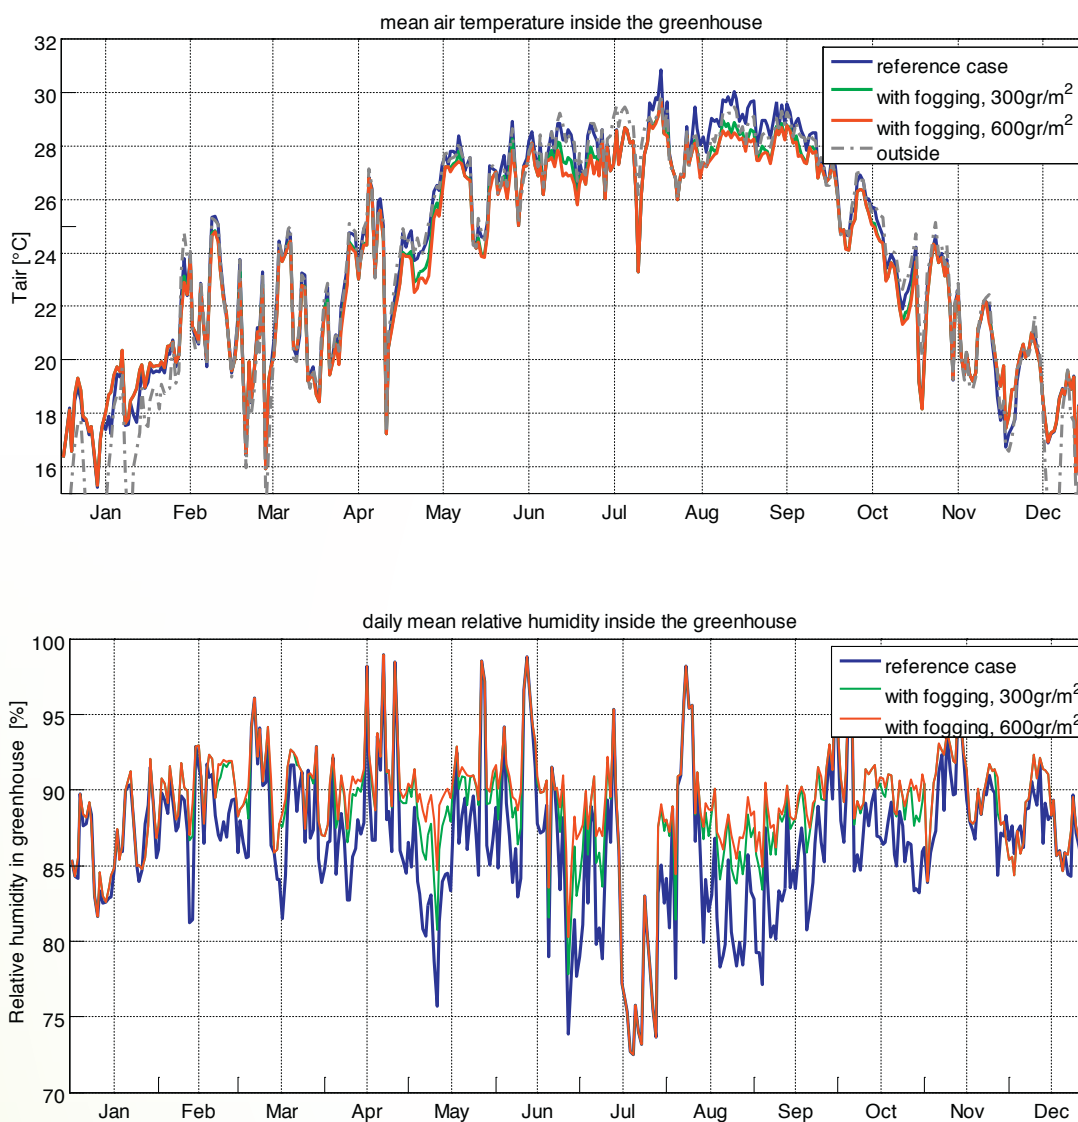 mean air temperature inside the greenhouse
32
30
28
26
24
22
20
18
16
Tair [°C]
reference case
with fogging, 300gr/m²
with fogging, 600gr/m²
outside
Jan Feb Mar Apr May Jun Jul Aug Sep Oct Nov Dec
daily mean relative humidity inside the greenhouse
100
95
90
85
80
75
70
Relative humidity in greenhouse [%]
reference case
with fogging, 300gr/m²
with fogging, 600gr/m²
Jan Feb Mar Apr May Jun Jul Aug Sep Oct Nov Dec